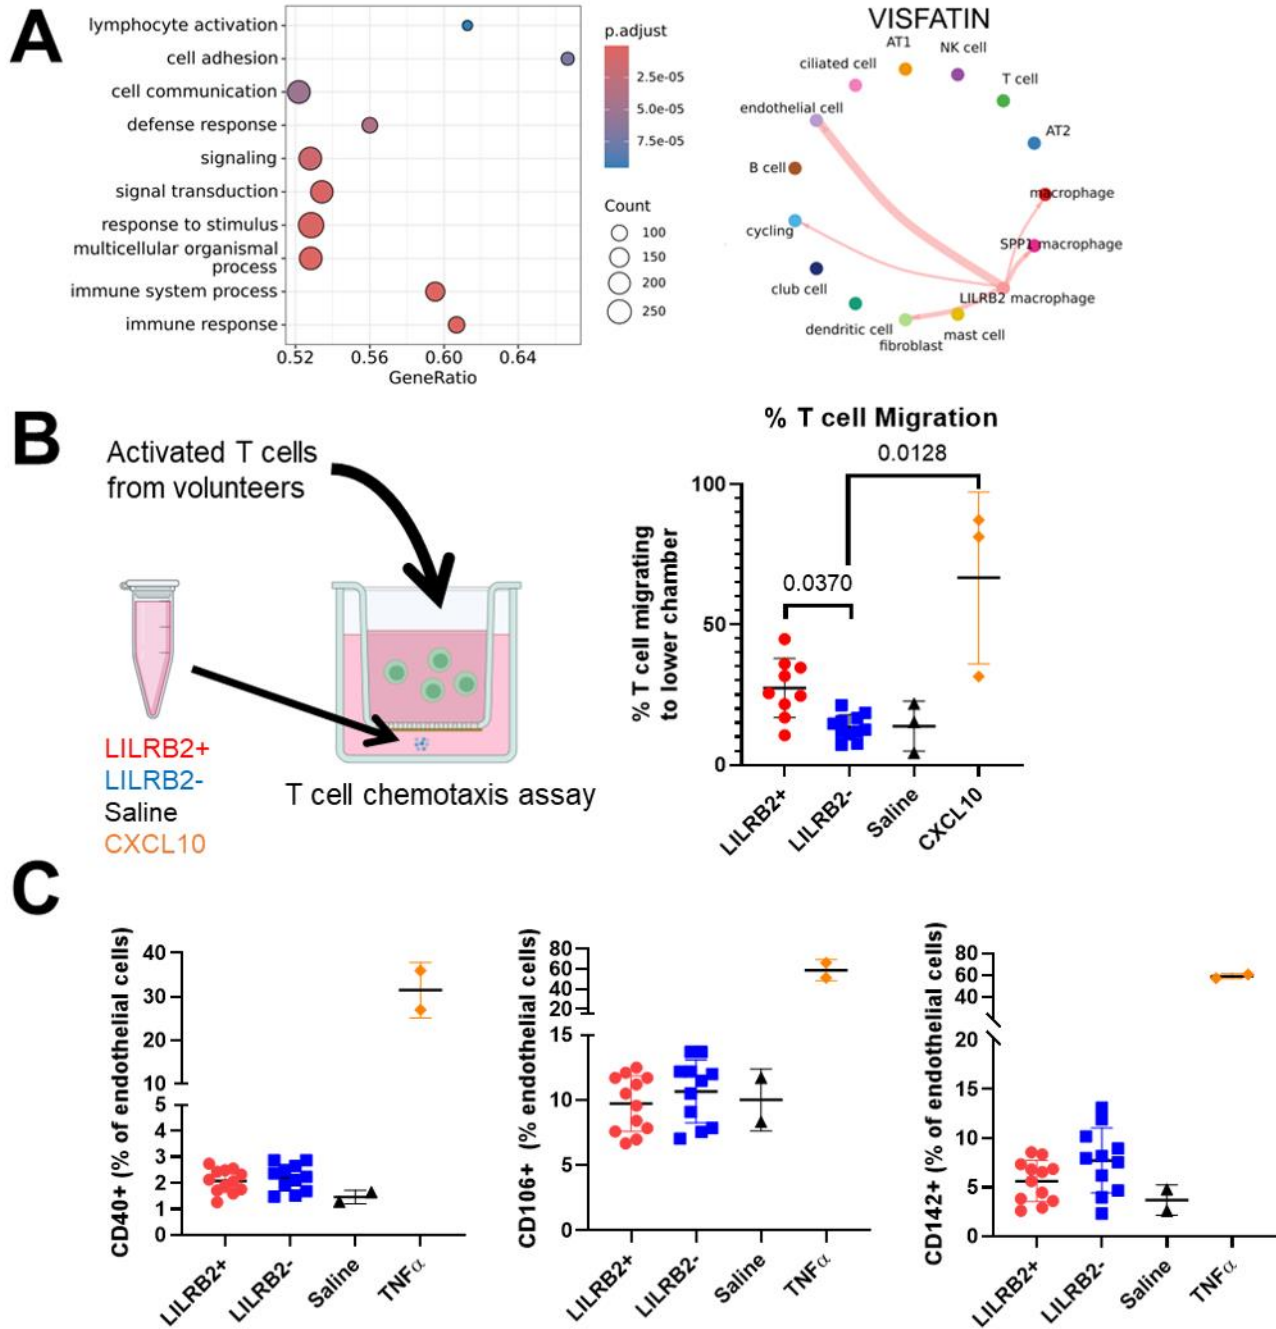 A
lymphocyte activation
cell adhesion
cell communication
defense response
signaling
signal transduction
response to stimulus
multicellular organismal
process
immune system process
immune response
0.52 0.56 0.60 0.64
GeneRatio
p.adjust
2.5e-05
5.0e-05
7.5e-05
Count
100
150
200
250
VISFATIN
AT1
NK cell
ciliated cell
T cell
endothelial cell
AT2
B cell
macrophage
cycling
SPP1 macrophage
club cell
LILRB2 macrophage
dendritic cell
mast cell
fibroblast
B
Activated T cells
from volunteers
LILRB2+
LILRB2-
Saline
CXCL10
T cell chemotaxis assay
% T cell Migration
0.0128
0.0370
% T cell migrating
to lower chamber
100
50
0
LILRB2+
LILRB2-
Saline
CXCL10
C
CD40+ (% of endothelial cells)
40
30
20
10
5
4
3
2
1
0
LILRB2+
LILRB2-
Saline
TNFα
CD106+ (% of endothelial cells)
80
60
40
20
15
10
5
0
LILRB2+
LILRB2-
Saline
TNFα
CD142+ (% of endothelial cells)
80
60
40
20
15
10
5
0
LILRB2+
LILRB2-
Saline
TNFα